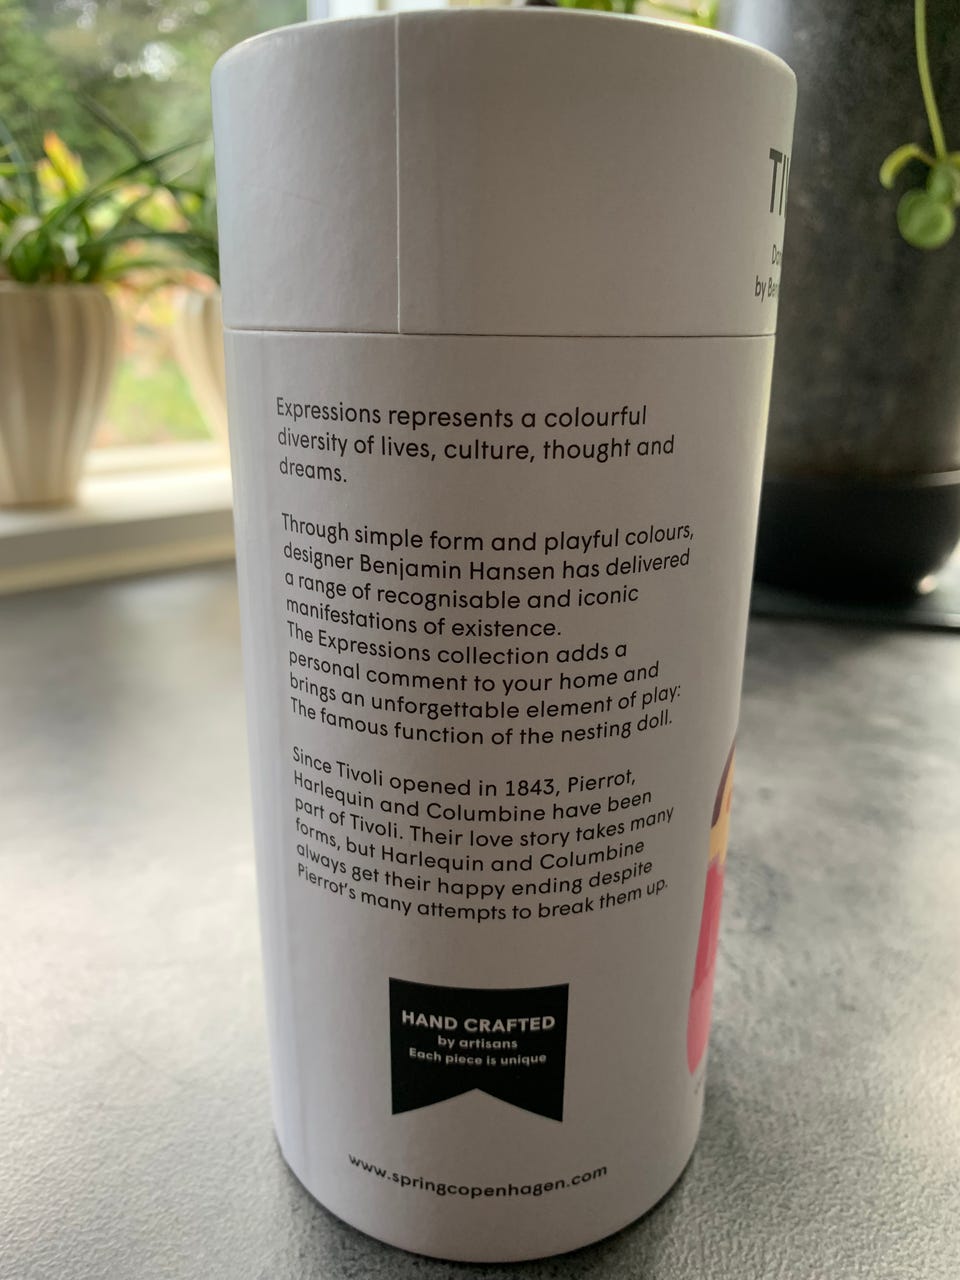 Expressions represents a colourful
diversity of lives, culture, thought and
dreams.
Through simple form and playful colours,
designer Benjamin Hansen has delivered
a range of recognisable and iconic
manifestations of existence.
The Expressions collection adds a
personal comment to your home and
brings an unforgettable element of play:
The famous function of the nesting doll.
Since Tivoli opened in 1843, Pierrot,
Harlequin and Columbine have been
part of Tivoli. Their love story takes many
forms, but Harlequin and Columbine
always get their happy ending despite
Pierrot's many attempts to break them up.
HAND CRAFTED
by artisans
Each piece is unique
www.springcopenhagen.com
by